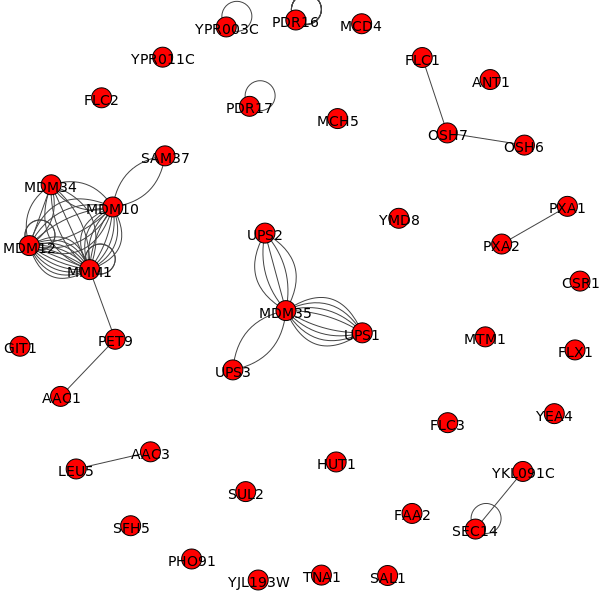 YPR003C
PDR16
MCD4
YPR011C
FLC1
ANT1
FLC2
PDR17
MCH5
OSH7
OSH6
SAM37
MDM34
MDM10
PXA1
YMD8
UPS2
PXA2
MDM12
MMM1
CSR1
MDM35
UPS1
MTM1
PET9
GIT1
FLX1
UPS3
AAC1
YEA4
FLC3
AAC3
LEU5
HUT1
YKL091C
SUL2
FAA2
SFH5
SEC14
PHO91
YJL193W
TNA1
SAL1